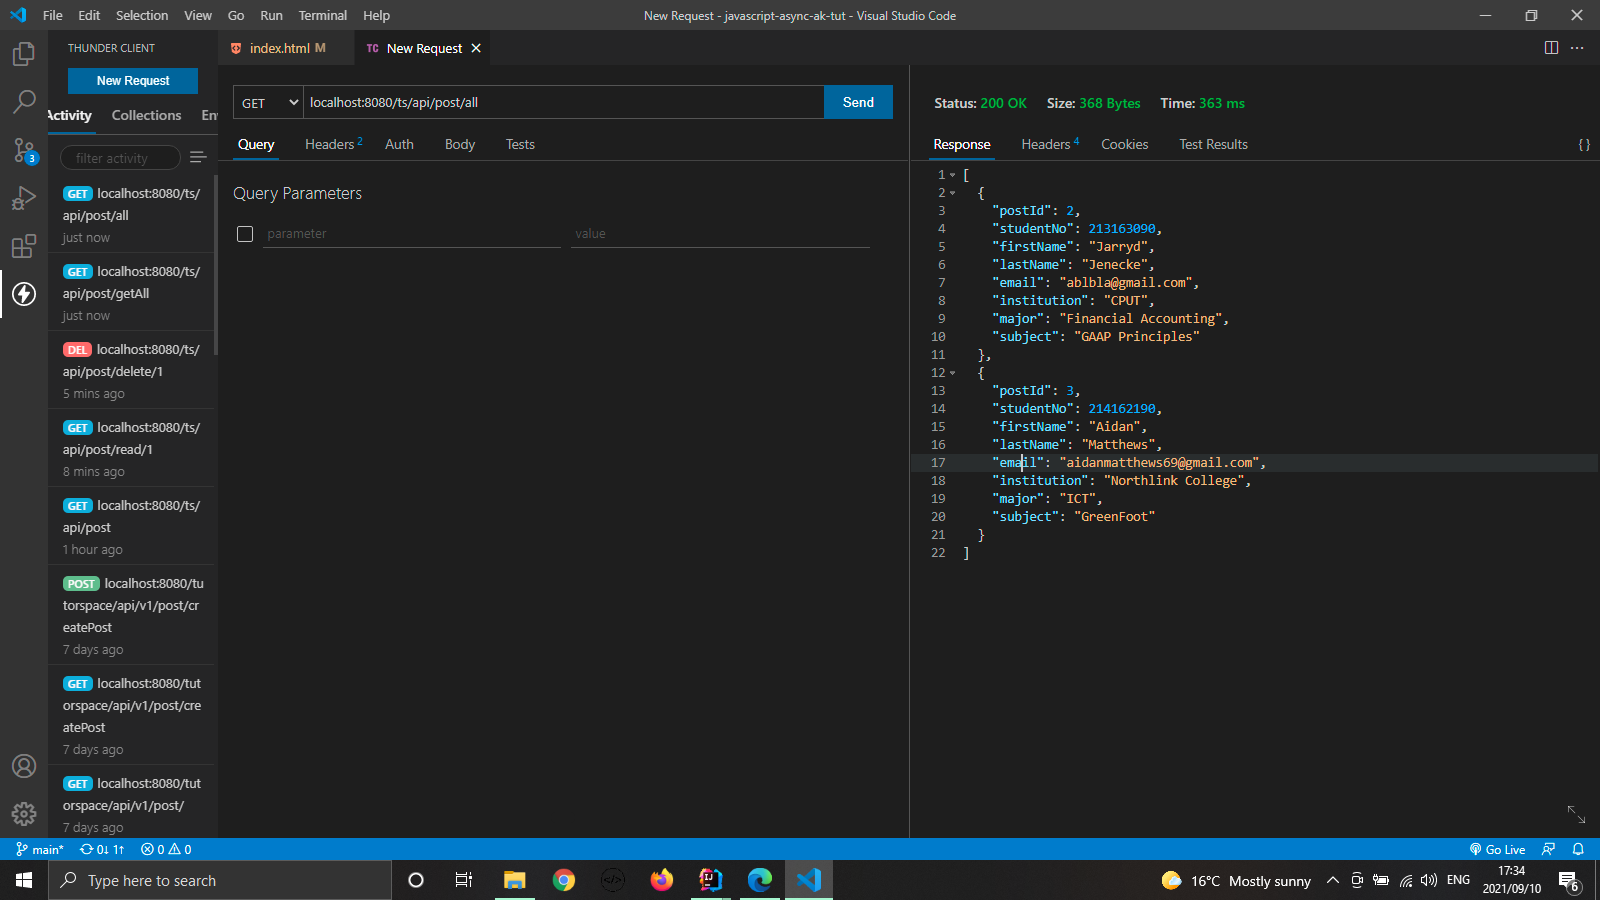 File Edit Selection View Go Run Terminal Help
New Request - javascript-async-ak-tut - Visual Studio Code
THUNDER CLIENT
New Request
Activity Collections En
filter activity
GET localhost:8080/ts/
api/post/all
just now
GET localhost:8080/ts/
api/post/getAll
just now
DEL localhost:8080/ts/
api/post/delete/1
5 mins ago
GET localhost:8080/ts/
api/post/read/1
8 mins ago
GET localhost:8080/ts/
api/post
1 hour ago
POST localhost:8080/tu
torspace/api/v1/post/cr
eatePost
7 days ago
GET localhost:8080/tut
orspace/api/v1/post/cre
atePost
7 days ago
GET localhost:8080/tut
orspace/api/v1/post/
7 days ago
3
index.html M
TC New Request
GET localhost:8080/ts/api/post/all Send
Query Headers 2 Auth Body Tests
Query Parameters
parameter value
Status: 200 OK Size: 368 Bytes Time: 363 ms
Response Headers 4 Cookies Test Results { }
1 [
2 {
3 "postId": 2,
4 "studentNo": 213163090,
5 "firstName": "Jarryd",
6 "lastName": "Jenecke",
7 "email": "ablbla@gmail.com",
8 "institution": "CPUT",
9 "major": "Financial Accounting",
10 "subject": "GAAP Principles"
11 },
12 {
13 "postId": 3,
14 "studentNo": 214162190,
15 "firstName": "Aidan",
16 "lastName": "Matthews",
17 "email": "aidanmatthews69@gmail.com",
18 "institution": "Northlink College",
19 "major": "ICT",
20 "subject": "GreenFoot"
21 }
22 ]
main* 0↓ 1↑ 0 0
Go Live
Type here to search
16°C Mostly sunny
ENG
17:34
2021/09/10
6